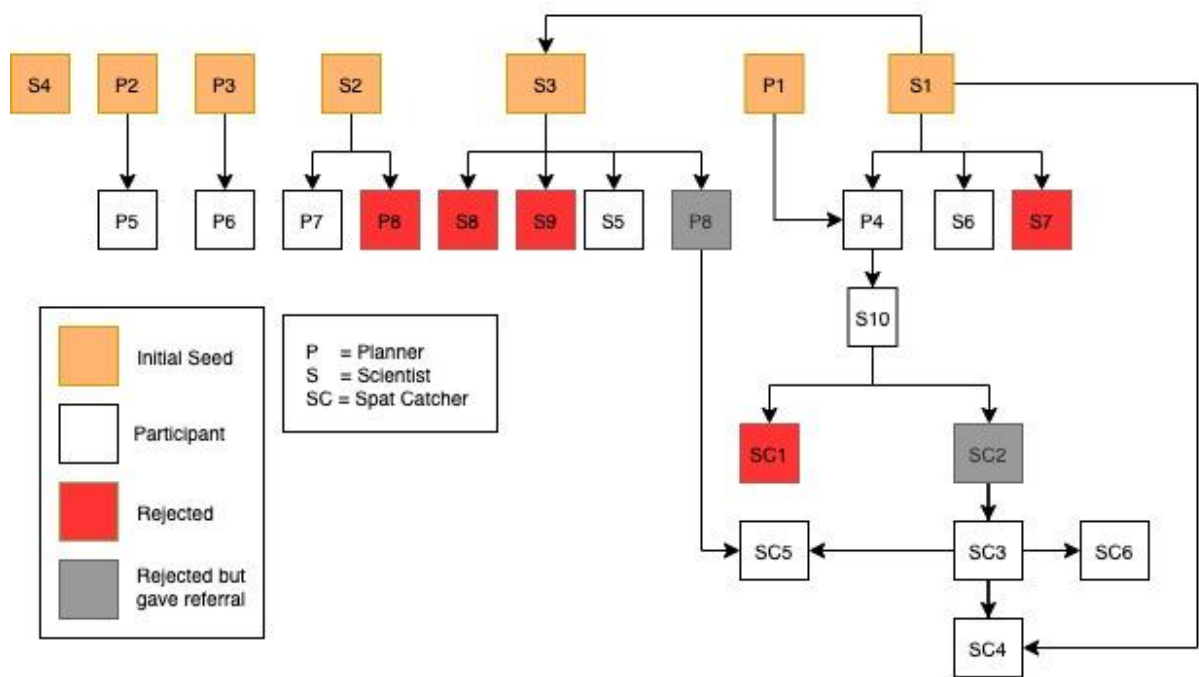 S4 P2 P3 S2 S3 P1 S1
P5 P6 P7 P8 S8 S9 S5 P8 P4 S6 S7
S10
Initial Seed
Participant
Rejected
Rejected but
gave referral
P = Planner
S = Scientist
SC = Spat Catcher
SC1 SC2
SC5 SC3 SC6
SC4